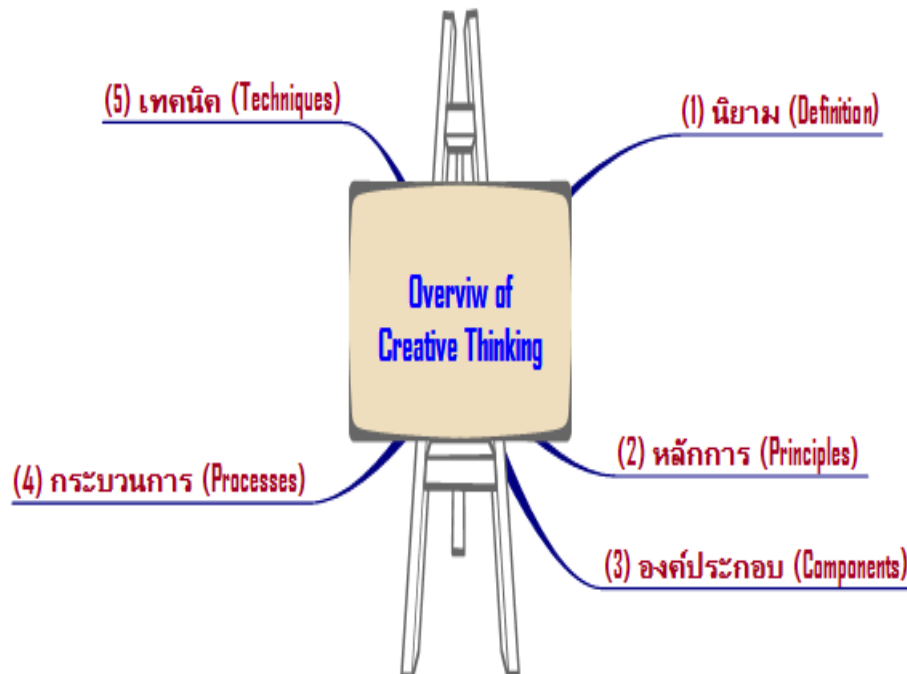 Overviw of
Creative Thinking
(1) นิยาม (Definition)
(2) หลักการ (Principles)
(3) องค์ประกอบ (Components)
(4) กระบวนการ (Processes)
(5) เทคนิค (Techniques)